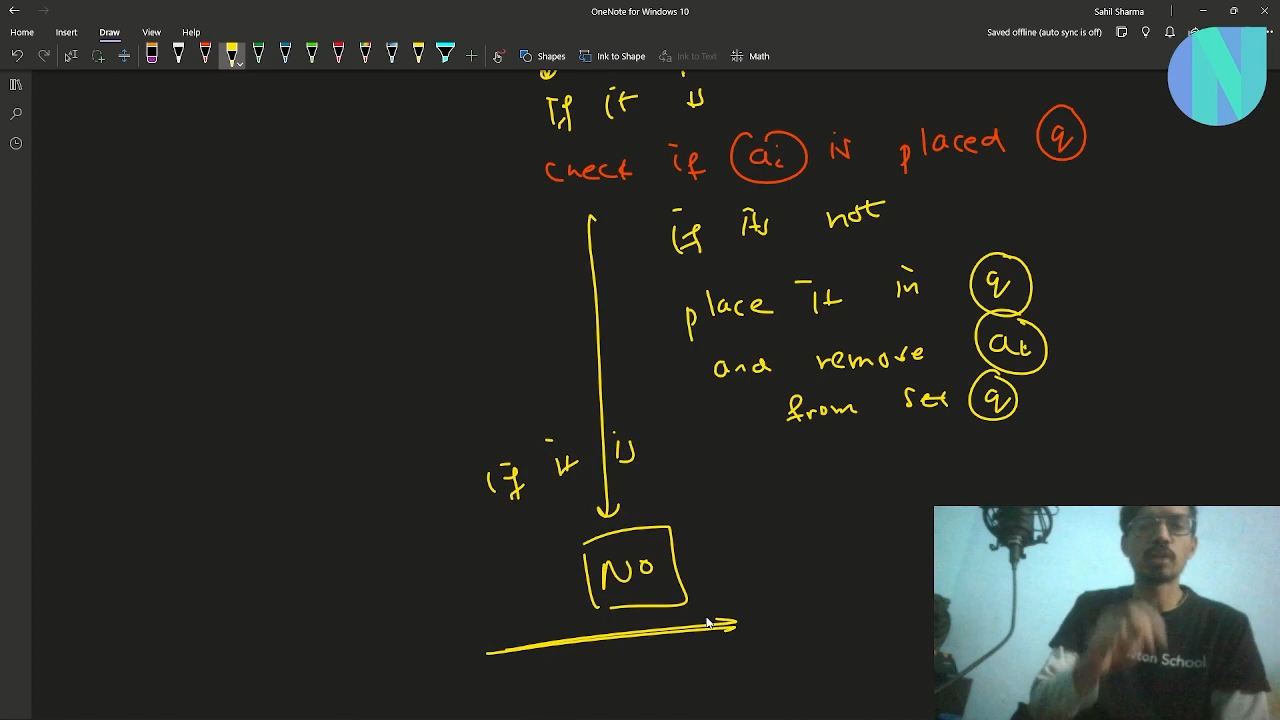 OneNote for Windows 10
Sahil Sharma
Home Insert Draw View Help
Saved offline (auto sync is off)
Shapes Ink to Shape Ink to Text Math
If it is
check if ai is placed q
if its not
place it in q
and remove ai
from set q
if it is
NO
ton School
N